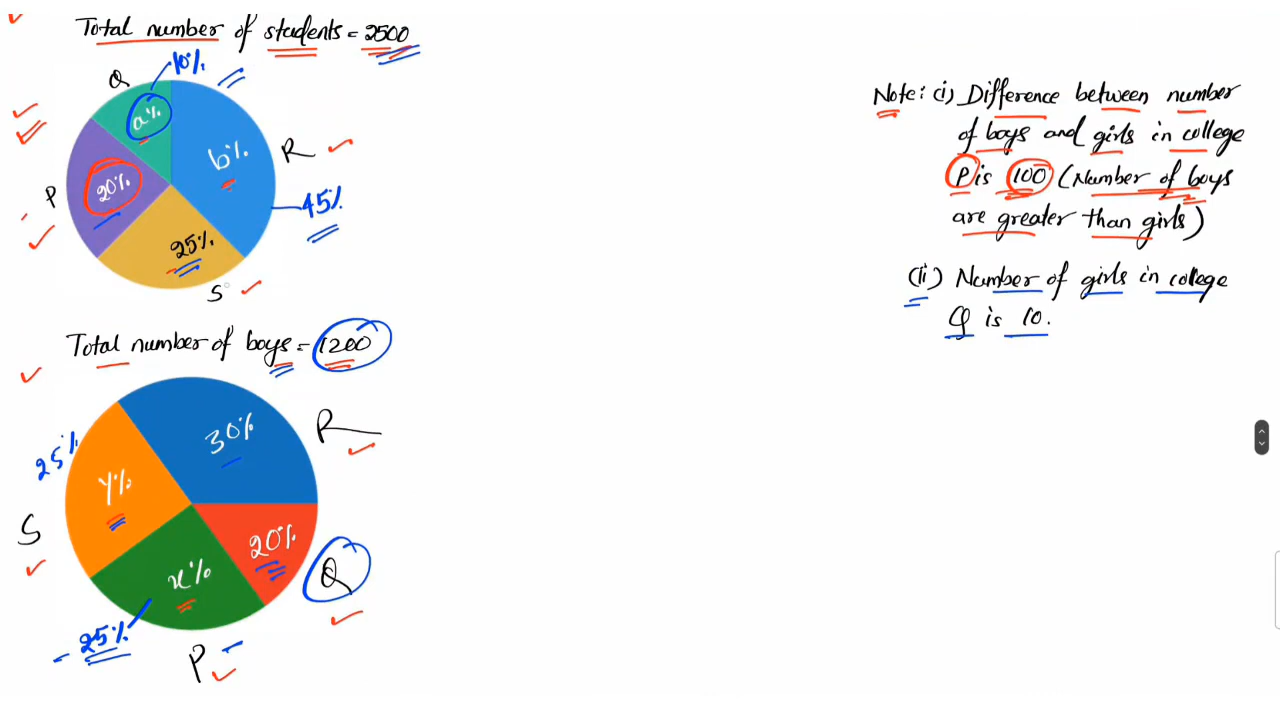 Total number of students = 2500
Q
10%
a%
b%
R
P
20%
45%
25%
S
Total number of boys = 1200
30%
R
25%
y%
S
20%
Q
x%
25%
P
Note: (i) Difference between number
of boys and girls in college
P is 100 (Number of boys
are greater than girls)
(ii) Number of girls in college
Q is 10.